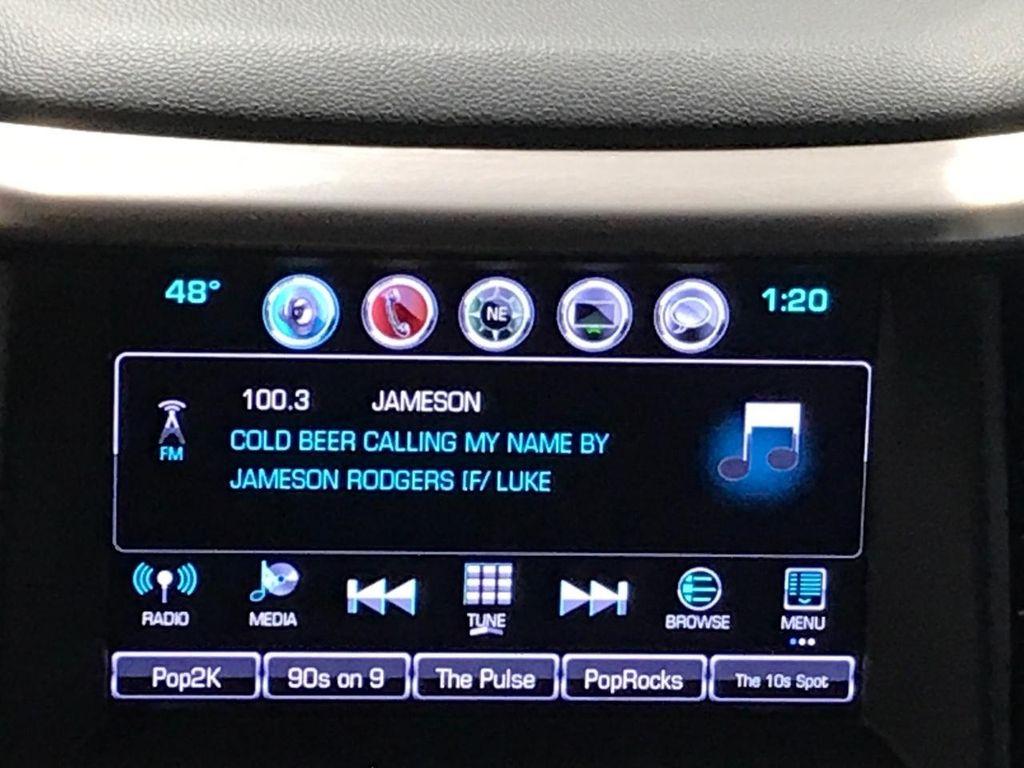 48° NE 1:20
100.3 JAMESON
FM
COLD BEER CALLING MY NAME BY
JAMESON RODGERS [F/ LUKE
RADIO MEDIA TUNE BROWSE MENU
Pop2K 90s on 9 The Pulse PopRocks The 10s Spot